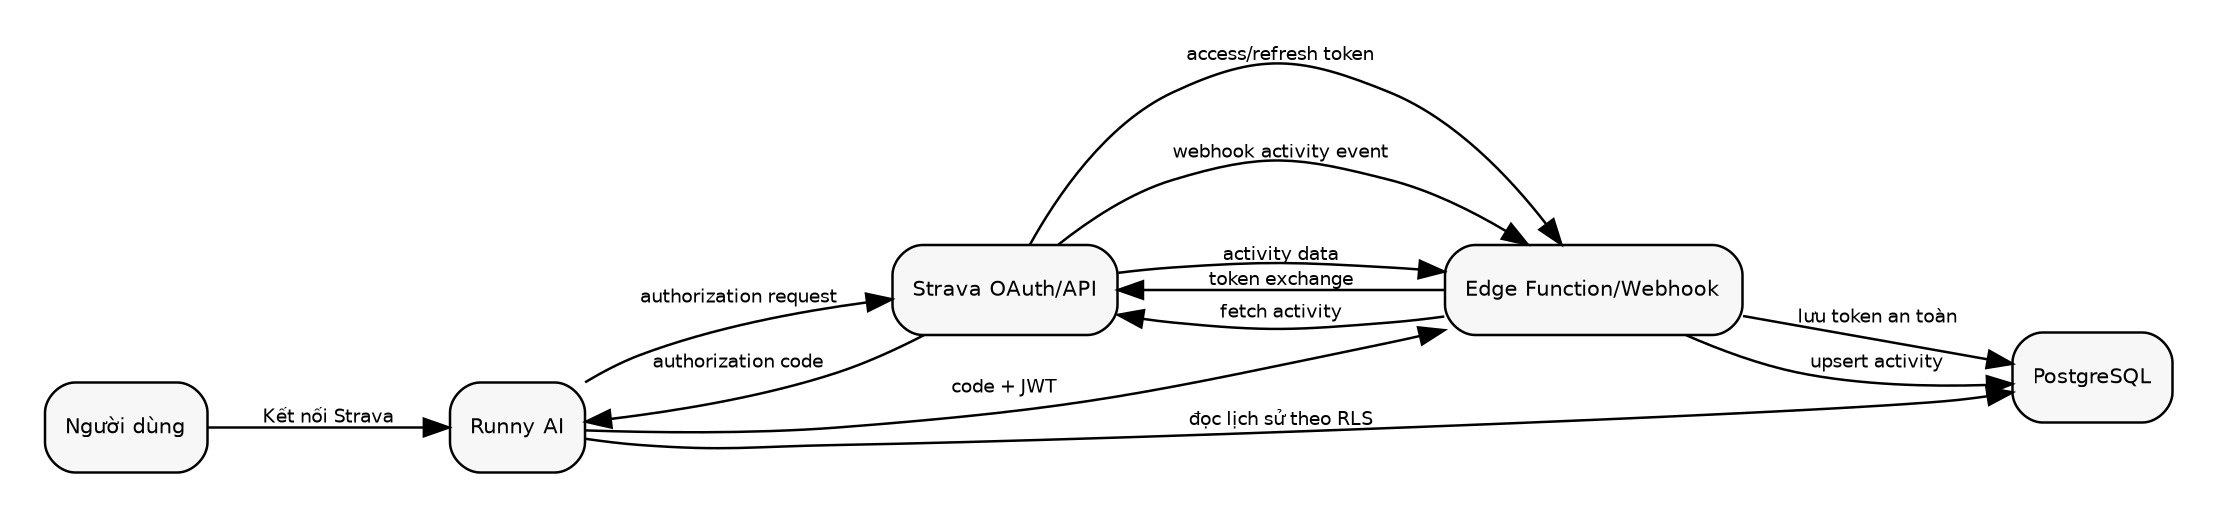 access/refresh token
webhook activity event
activity data
token exchange
fetch activity
Strava OAuth/API
Edge Function/Webhook
authorization request
authorization code
lưu token an toàn
upsert activity
PostgreSQL
code + JWT
Kết nối Strava
đọc lịch sử theo RLS
Người dùng
Runny AI